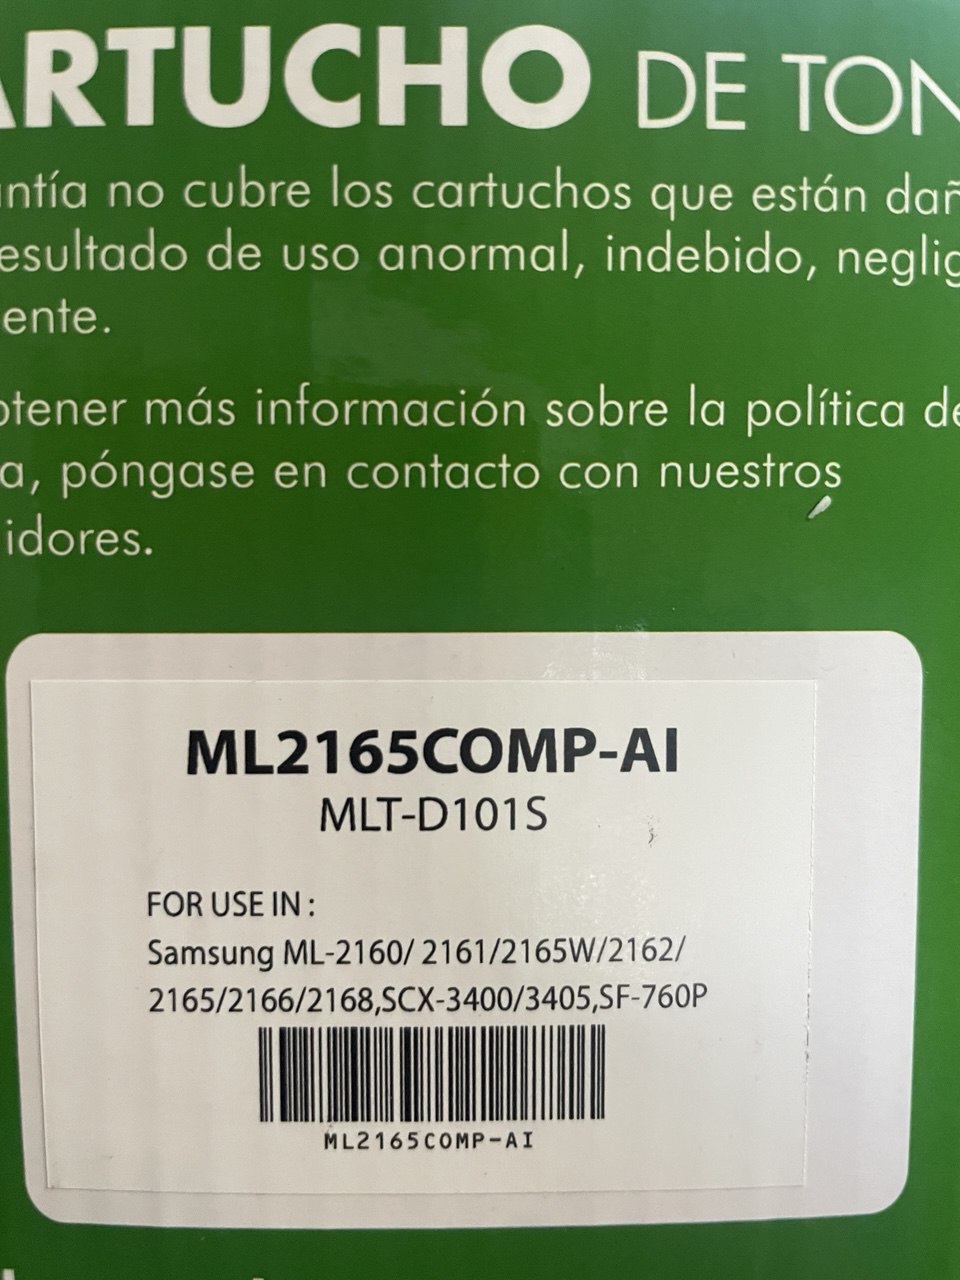 ARTUCHO DE TON
ntía no cubre los cartuchos que están dañ
esultado de uso anormal, indebido, neglig
ente.
tener más información sobre la política de
a, póngase en contacto con nuestros
idores.
ML2165COMP-AI
MLT-D101S
FOR USE IN :
Samsung ML-2160/ 2161/2165W/2162/
2165/2166/2168,SCX-3400/3405,SF-760P
ML2165COMP-AI